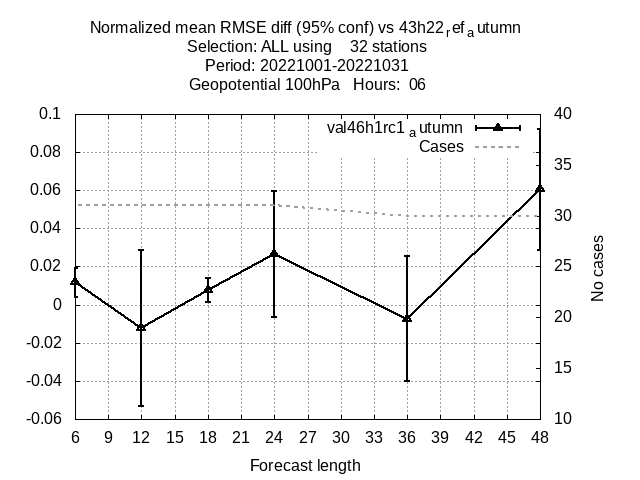 Normalized mean RMSE diff (95% conf) vs 43h22refautumn
Selection: ALL using 32 stations
Period: 20221001-20221031
Geopotential 100hPa Hours: 06
val46h1rc1autumn
Cases
0.1
0.08
0.06
0.04
0.02
0
-0.02
-0.04
-0.06
40
35
30
25
20
15
10
No cases
6 9 12 15 18 21 24 27 30 33 36 39 42 45 48
Forecast length